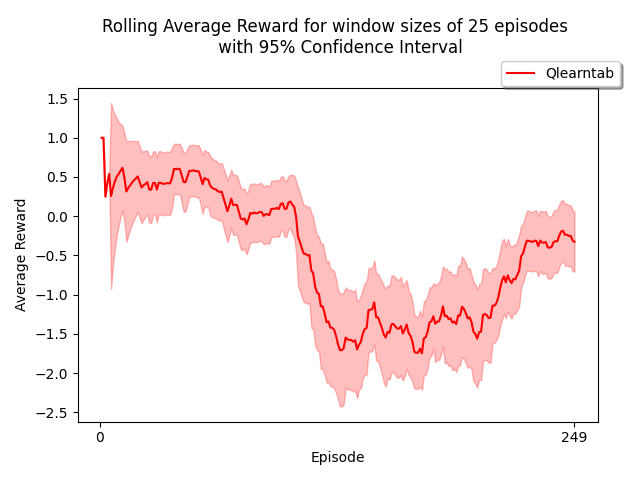 Rolling Average Reward for window sizes of 25 episodes
with 95% Confidence Interval
Qlearntab
1.5
1.0
0.5
0.0
−0.5
−1.0
−1.5
−2.0
−2.5
Average Reward
0
249
Episode